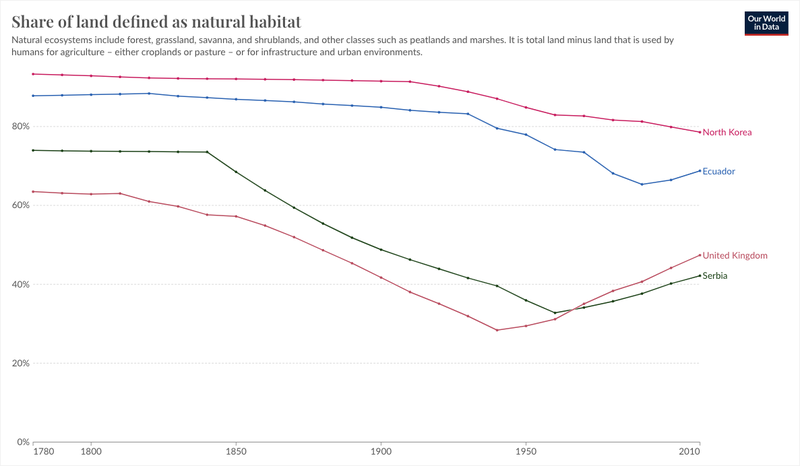 Share of land defined as natural habitat
Our World
in Data
Natural ecosystems include forest, grassland, savanna, and shrublands, and other classes such as peatlands and marshes. It is total land minus land that is used by
humans for agriculture – either croplands or pasture – or for infrastructure and urban environments.
80%
60%
40%
20%
0%
North Korea
Ecuador
United Kingdom
Serbia
1780
1800
1850
1900
1950
2010